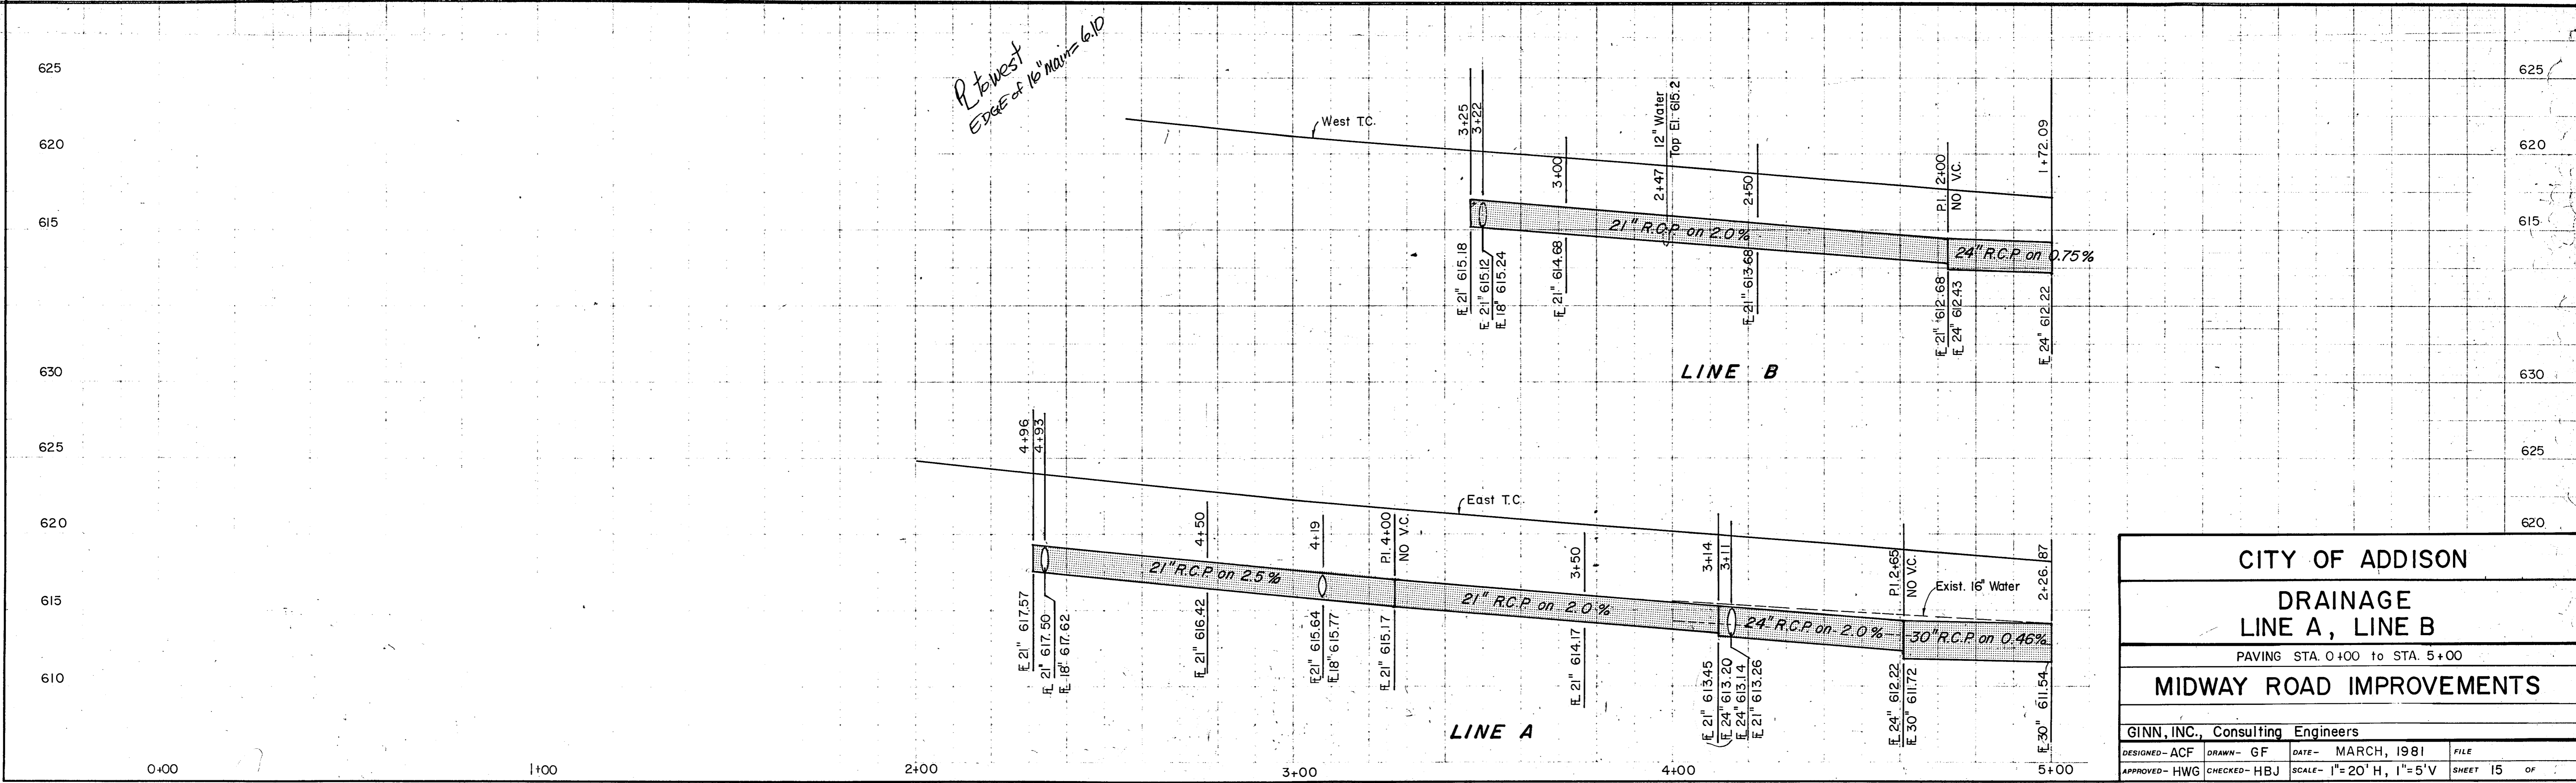 PL to west
EDGE of 16" main = 6.10
625
620
615
630
625
620
615
610
625
620
615
630
625
620
West T.C.
3+25
3+22
3+00
12" Water
Top El. 615.2
2+47
2+50
P.I. 2+00
NO V.C.
1+72.09
21" R.C.P. on 2.0%
24" R.C.P. on 0.75%
FL 21" 615.18
FL 21" 615.12
FL 18" 615.24
FL 21" 614.68
FL 21" 613.68
FL 21" 612.68
FL 24" 612.43
FL 24" 612.22
LINE B
4+96
4+93
East T.C.
4+50
4+19
P.I. 4+00
NO V.C.
3+50
3+14
3+11
P.I. 2+65
NO V.C.
Exist. 16" Water
2+26.87
21" R.C.P. on 2.5%
21" R.C.P. on 2.0%
24" R.C.P. on 2.0%
30" R.C.P. on 0.46%
FL 21" 617.57
FL 21" 617.50
FL 18" 617.62
FL 21" 616.42
FL 21" 615.64
FL 18" 615.77
FL 21" 615.17
FL 21" 614.17
FL 21" 613.45
FL 24" 613.20
FL 24" 613.14
FL 21" 613.26
FL 24" 612.22
FL 30" 611.72
FL 30" 611.54
LINE A
0+00
1+00
2+00
3+00
4+00
5+00
CITY OF ADDISON
DRAINAGE
LINE A, LINE B
PAVING STA. 0+00 to STA. 5+00
MIDWAY ROAD IMPROVEMENTS
GINN, INC., Consulting Engineers
DESIGNED- ACF DRAWN- GF DATE- MARCH, 1981 FILE
APPROVED- HWG CHECKED- HBJ SCALE- 1"=20' H, 1"=5' V SHEET 15 OF